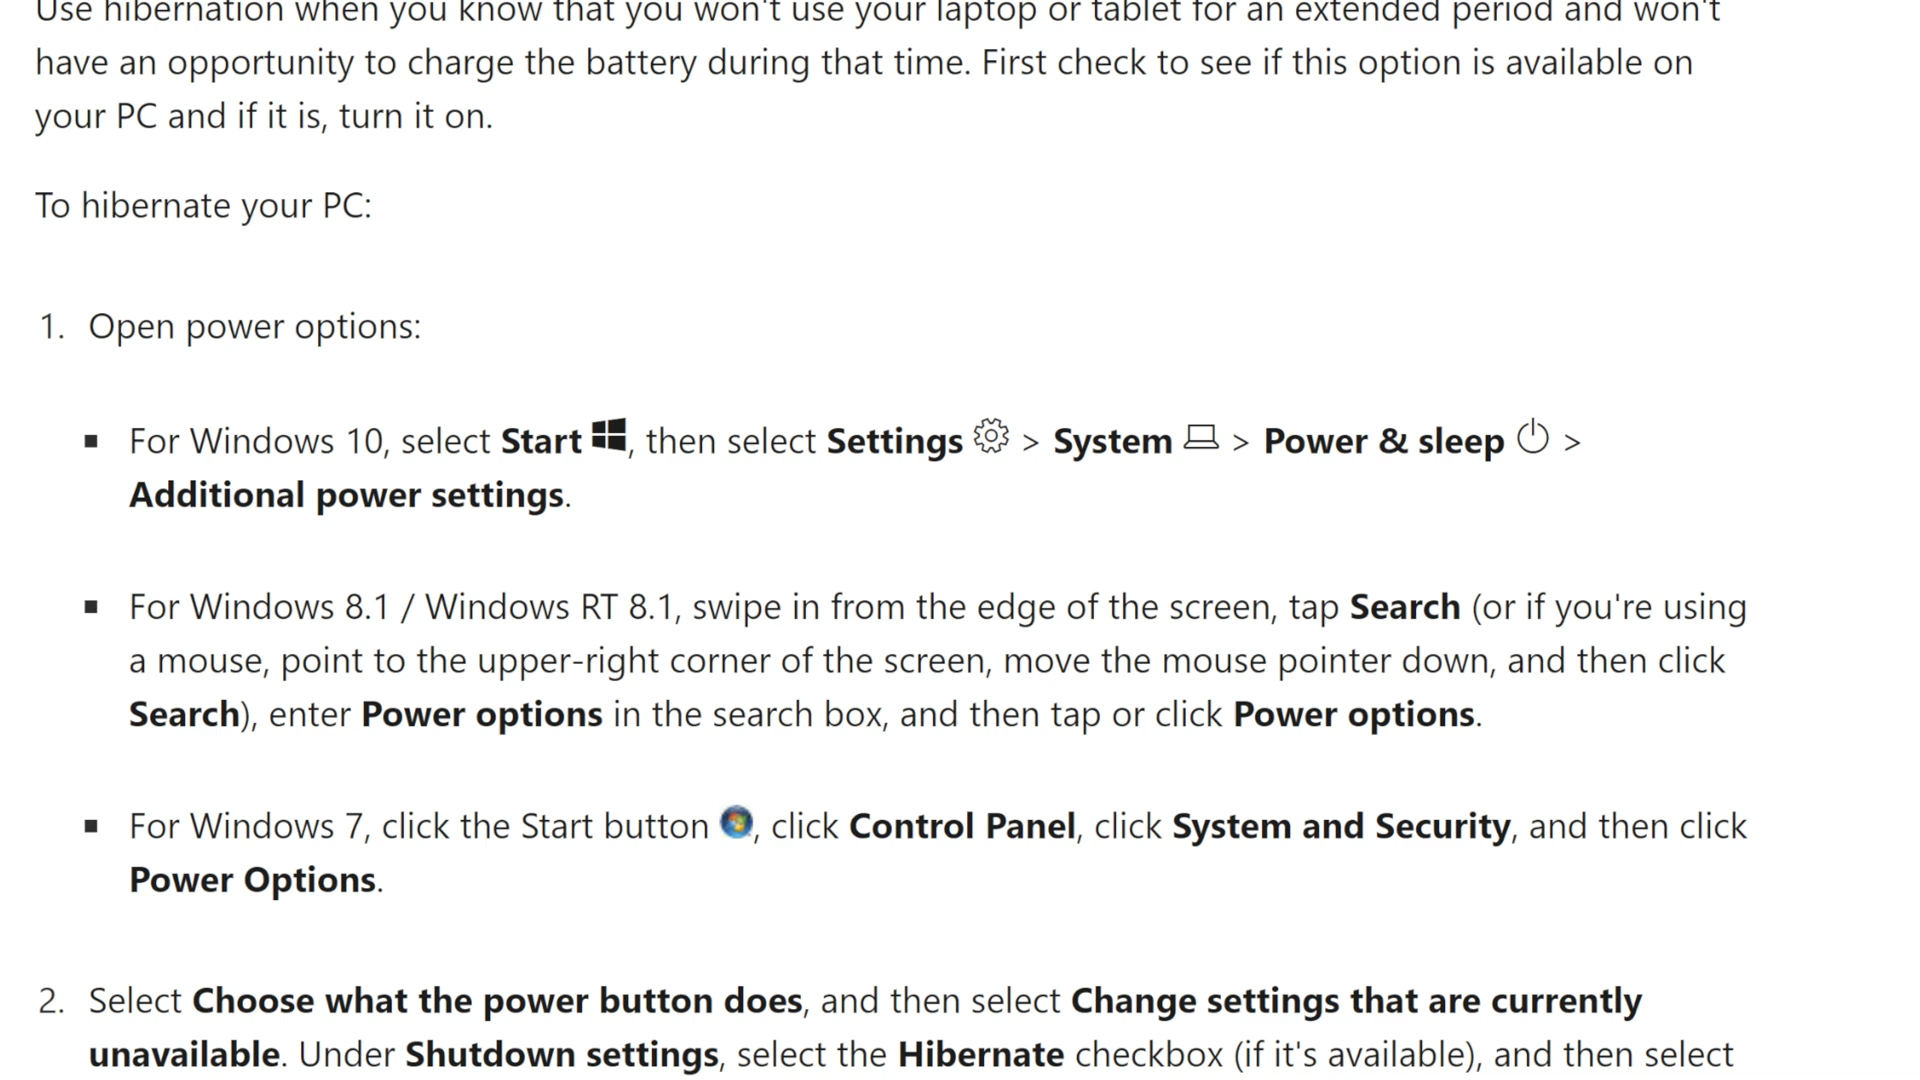 Use hibernation when you know that you won't use your laptop or tablet for an extended period and won't
have an opportunity to charge the battery during that time. First check to see if this option is available on
your PC and if it is, turn it on.
To hibernate your PC:
1. Open power options:
▪ For Windows 10, select Start , then select Settings > System > Power & sleep >
Additional power settings.
▪ For Windows 8.1 / Windows RT 8.1, swipe in from the edge of the screen, tap Search (or if you're using
a mouse, point to the upper-right corner of the screen, move the mouse pointer down, and then click
Search), enter Power options in the search box, and then tap or click Power options.
▪ For Windows 7, click the Start button , click Control Panel, click System and Security, and then click
Power Options.
2. Select Choose what the power button does, and then select Change settings that are currently
unavailable. Under Shutdown settings, select the Hibernate checkbox (if it's available), and then select